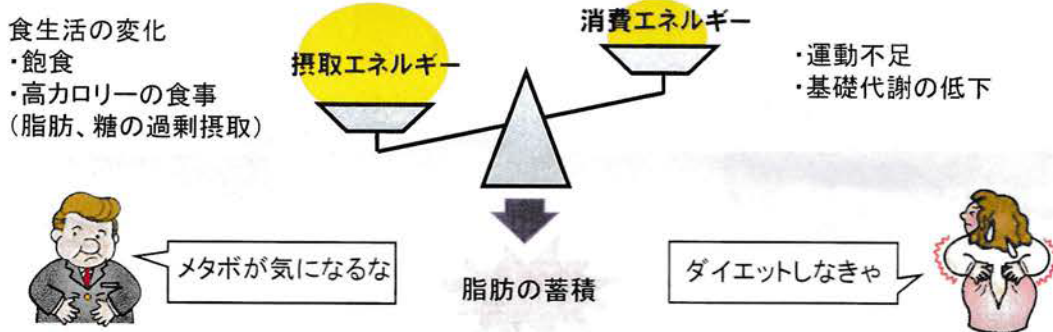 食生活の変化
・飽食
・高カロリーの食事
(脂肪、糖の過剰摂取)
摂取エネルギー
消費エネルギー
・運動不足
・基礎代謝の低下
メタボが気になるな
脂肪の蓄積
ダイエットしなきゃ